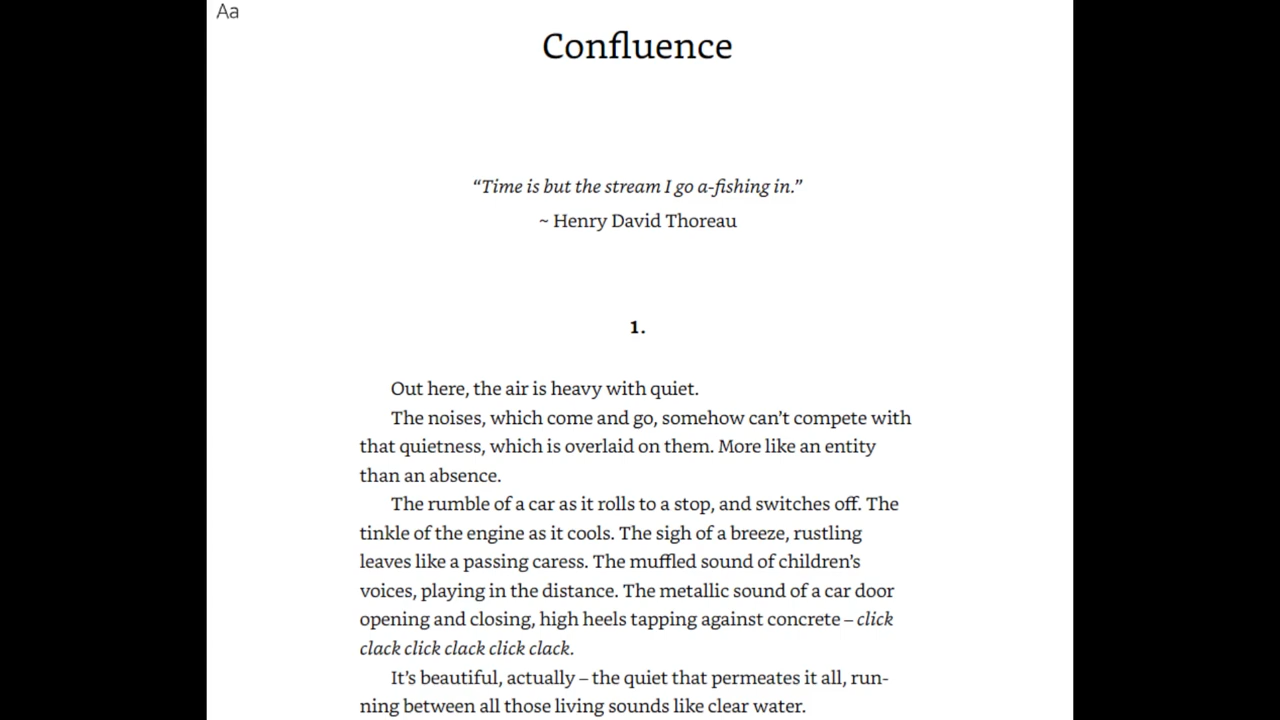 Aa
Confluence
“Time is but the stream I go a-fishing in.”
~ Henry David Thoreau
1.
Out here, the air is heavy with quiet.
The noises, which come and go, somehow can’t compete with
that quietness, which is overlaid on them. More like an entity
than an absence.
The rumble of a car as it rolls to a stop, and switches off. The
tinkle of the engine as it cools. The sigh of a breeze, rustling
leaves like a passing caress. The muffled sound of children’s
voices, playing in the distance. The metallic sound of a car door
opening and closing, high heels tapping against concrete – click
clack click clack click clack.
It’s beautiful, actually – the quiet that permeates it all, run-
ning between all those living sounds like clear water.